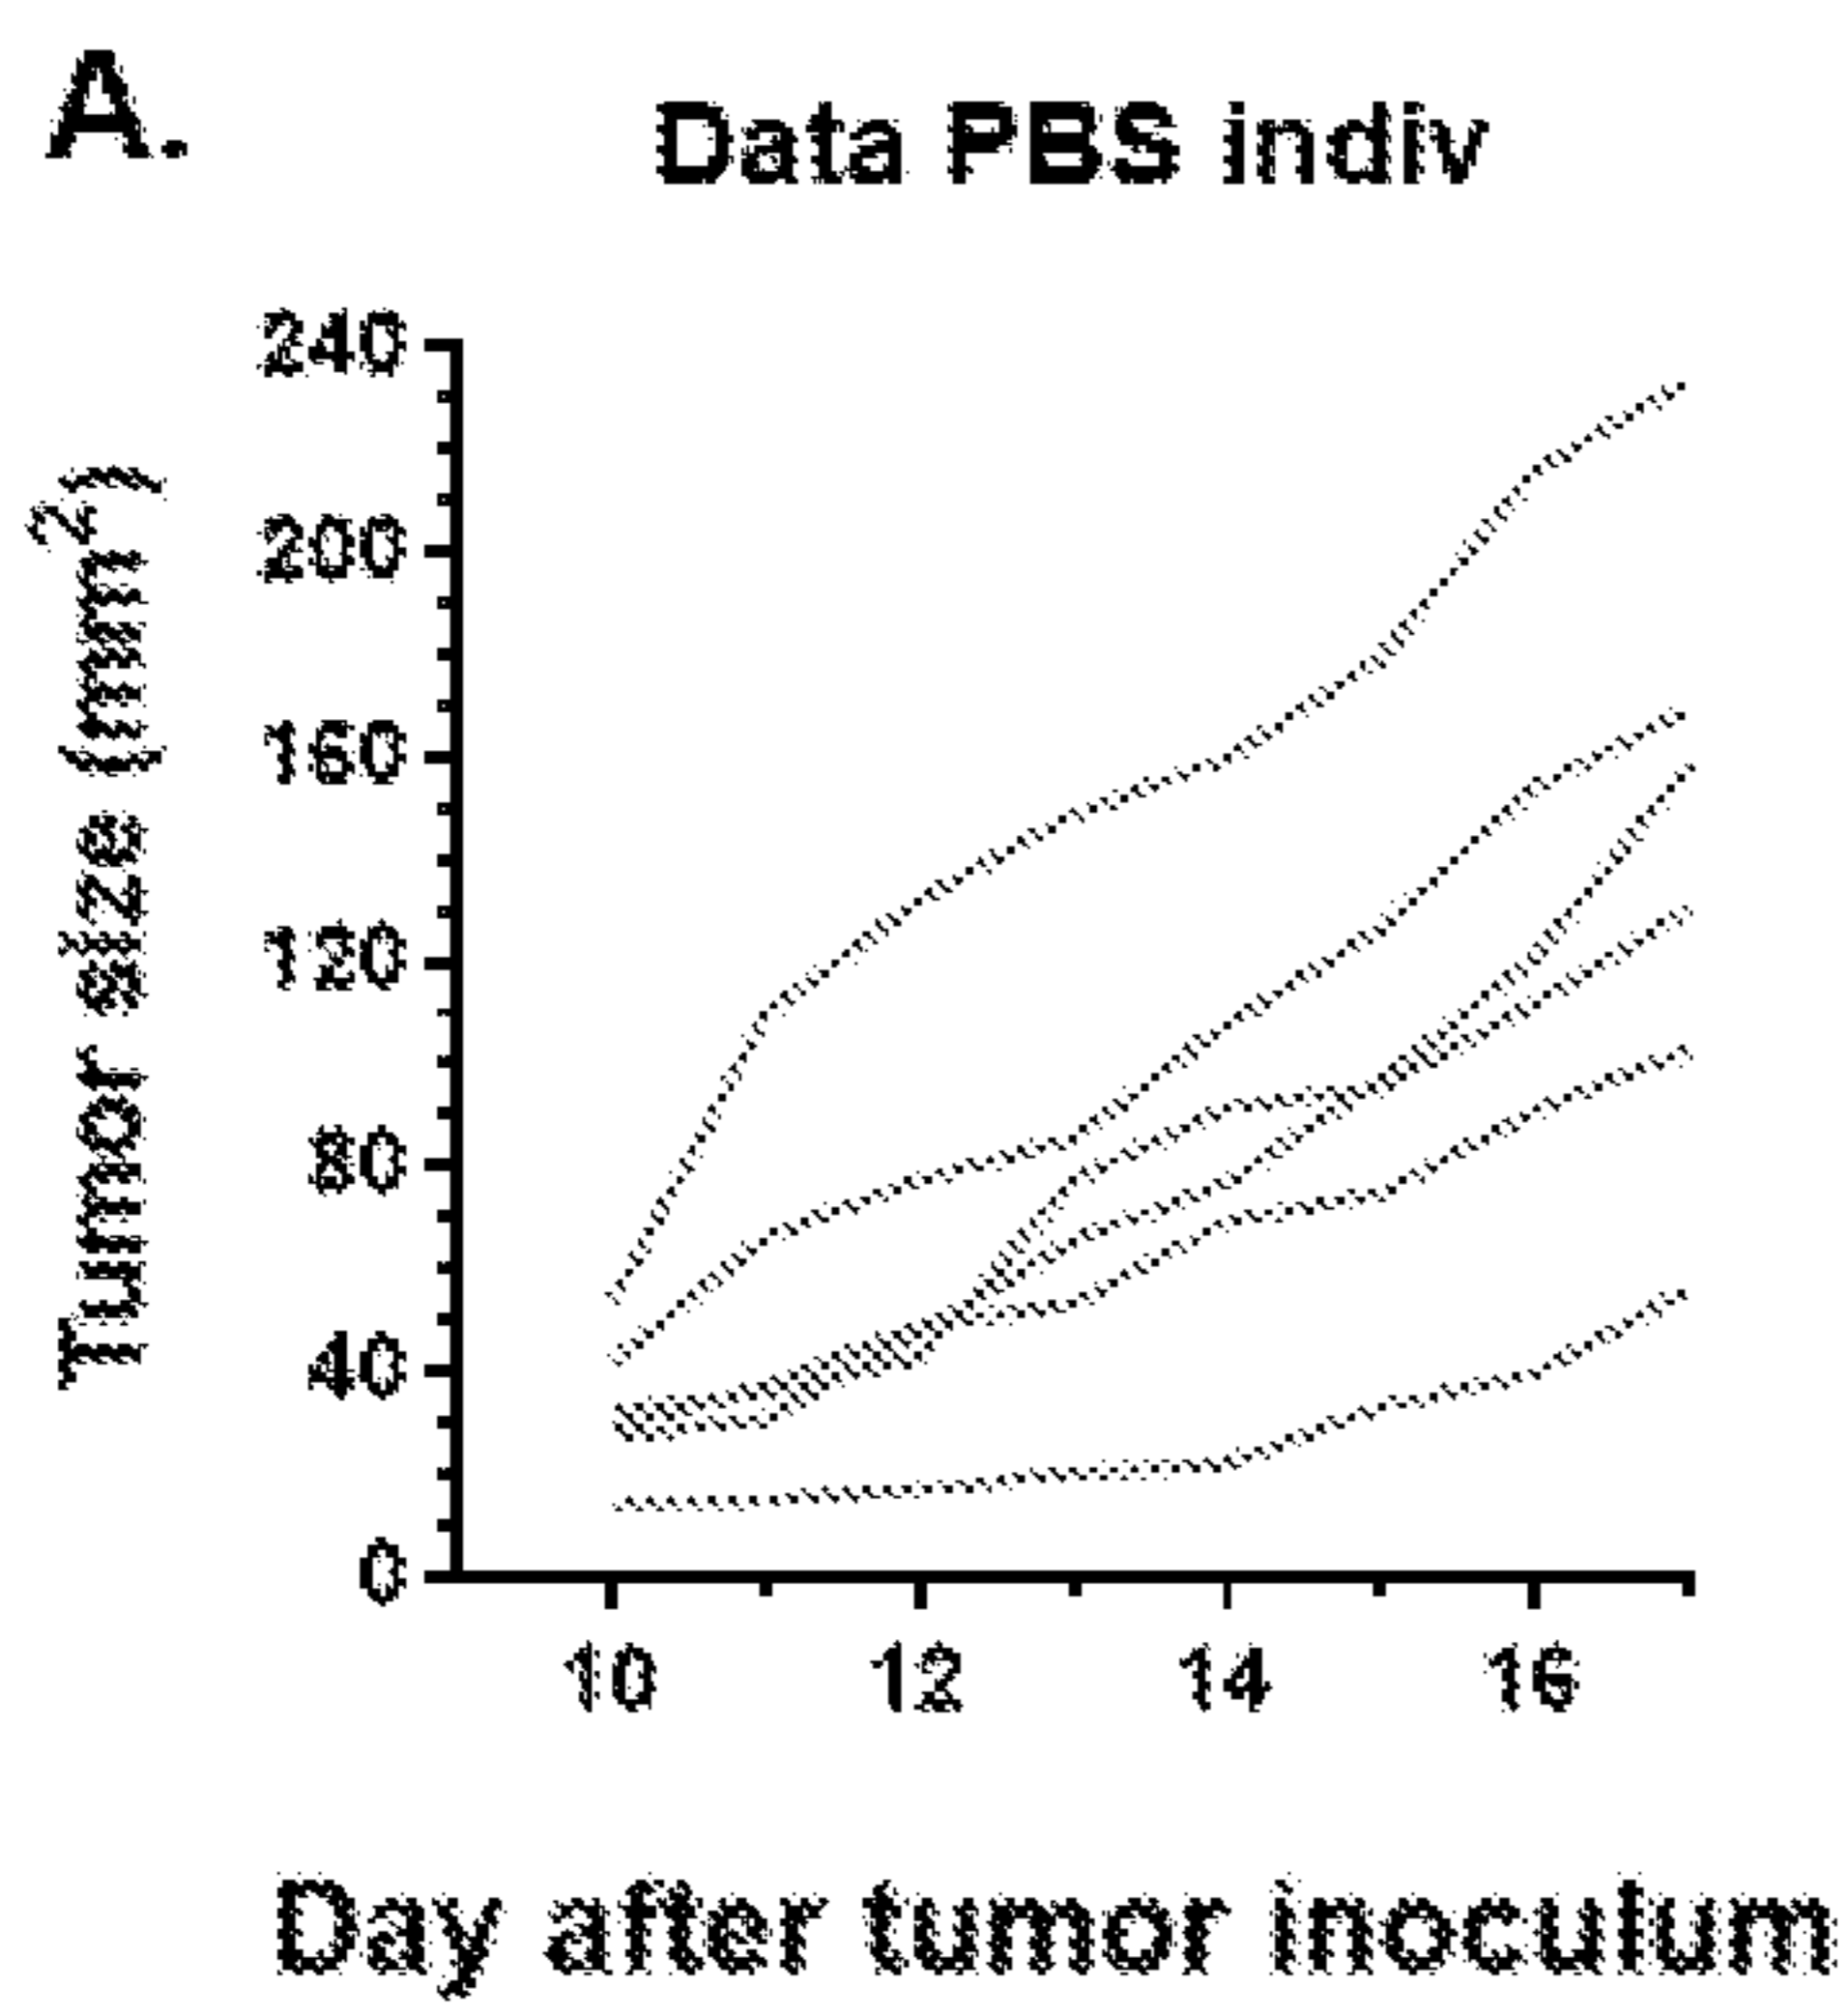 A.
Data PBS indiv
Tumor size (mm²)
240
200
160
120
80
40
0
10 12 14 16
Day after tumor inoculum